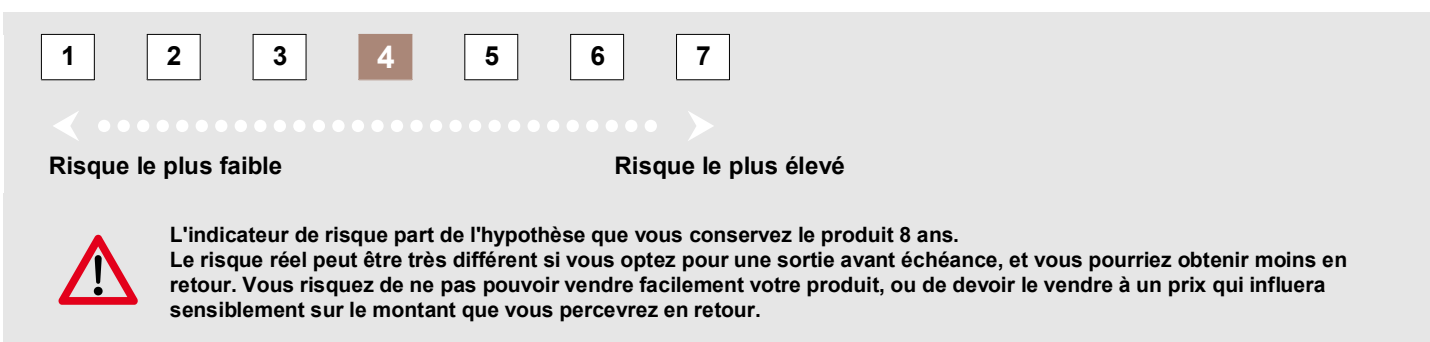 1 2 3 4 5 6 7
Risque le plus faible Risque le plus élevé
L'indicateur de risque part de l'hypothèse que vous conservez le produit 8 ans.
Le risque réel peut être très différent si vous optez pour une sortie avant échéance, et vous pourriez obtenir moins en
retour. Vous risquez de ne pas pouvoir vendre facilement votre produit, ou de devoir le vendre à un prix qui influera
sensiblement sur le montant que vous percevrez en retour.